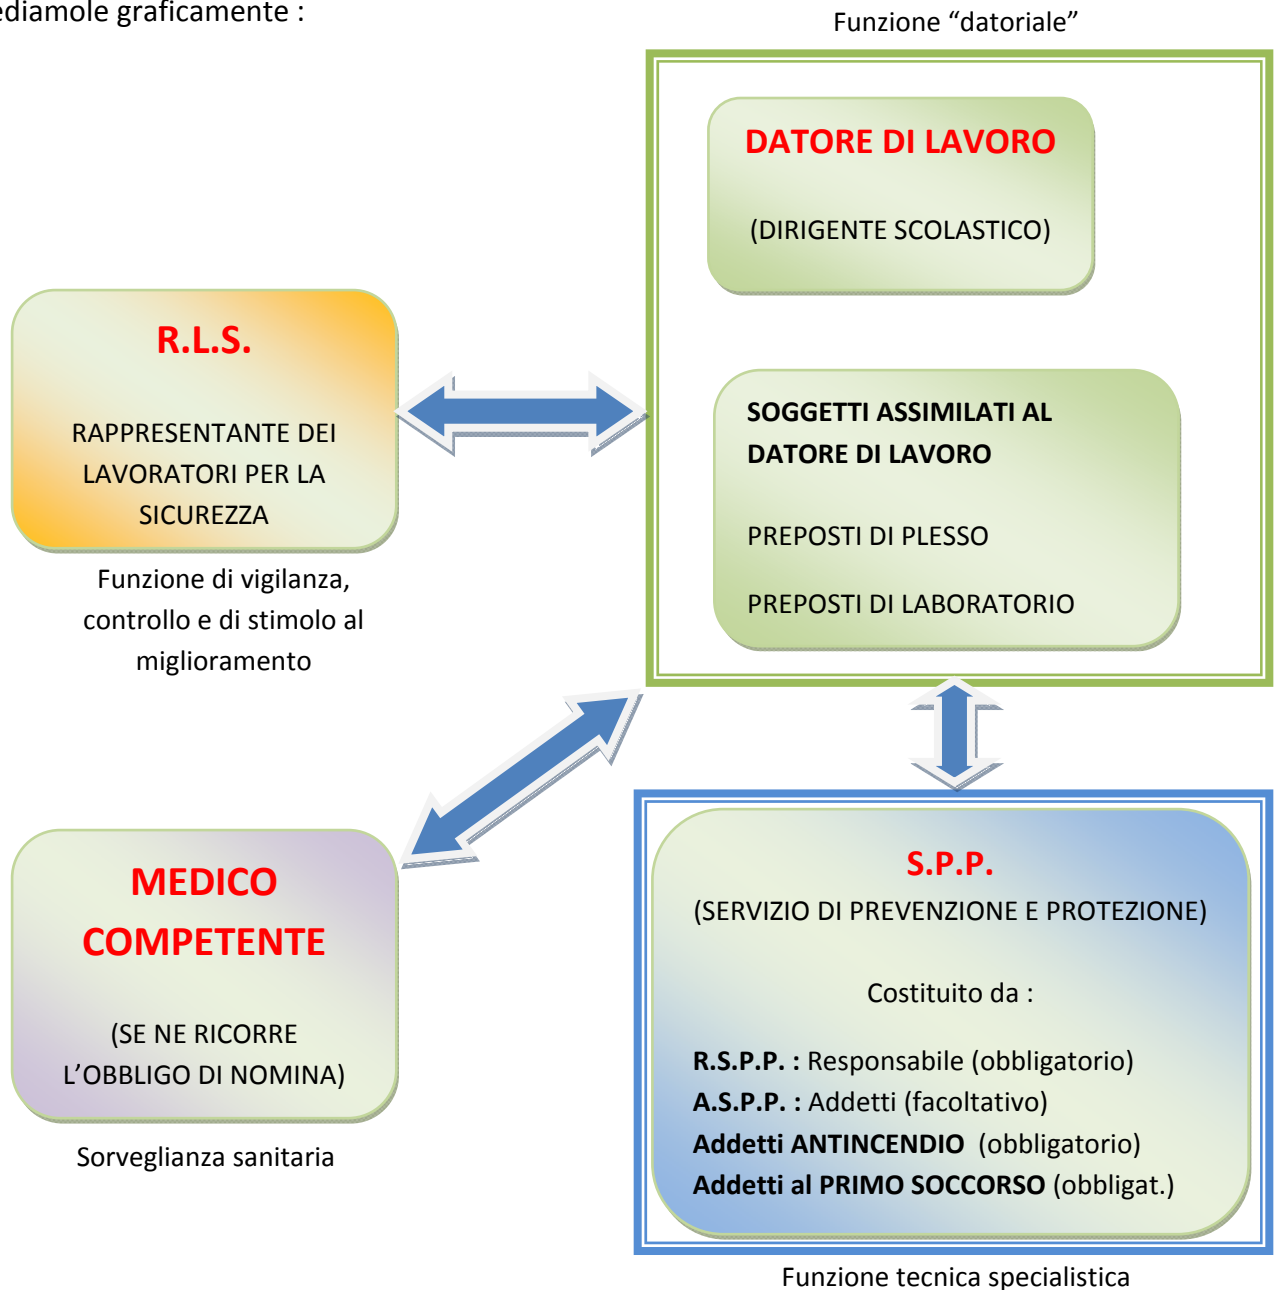 ediamole graficamente :
Funzione “datoriale”
DATORE DI LAVORO
(DIRIGENTE SCOLASTICO)
SOGGETTI ASSIMILATI AL
DATORE DI LAVORO
PREPOSTI DI PLESSO
PREPOSTI DI LABORATORIO
R.L.S.
RAPPRESENTANTE DEI
LAVORATORI PER LA
SICUREZZA
Funzione di vigilanza,
controllo e di stimolo al
miglioramento
MEDICO
COMPETENTE
(SE NE RICORRE
L’OBBLIGO DI NOMINA)
Sorveglianza sanitaria
S.P.P.
(SERVIZIO DI PREVENZIONE E PROTEZIONE)
Costituito da :
R.S.P.P. : Responsabile (obbligatorio)
A.S.P.P. : Addetti (facoltativo)
Addetti ANTINCENDIO (obbligatorio)
Addetti al PRIMO SOCCORSO (obbligat.)
Funzione tecnica specialistica